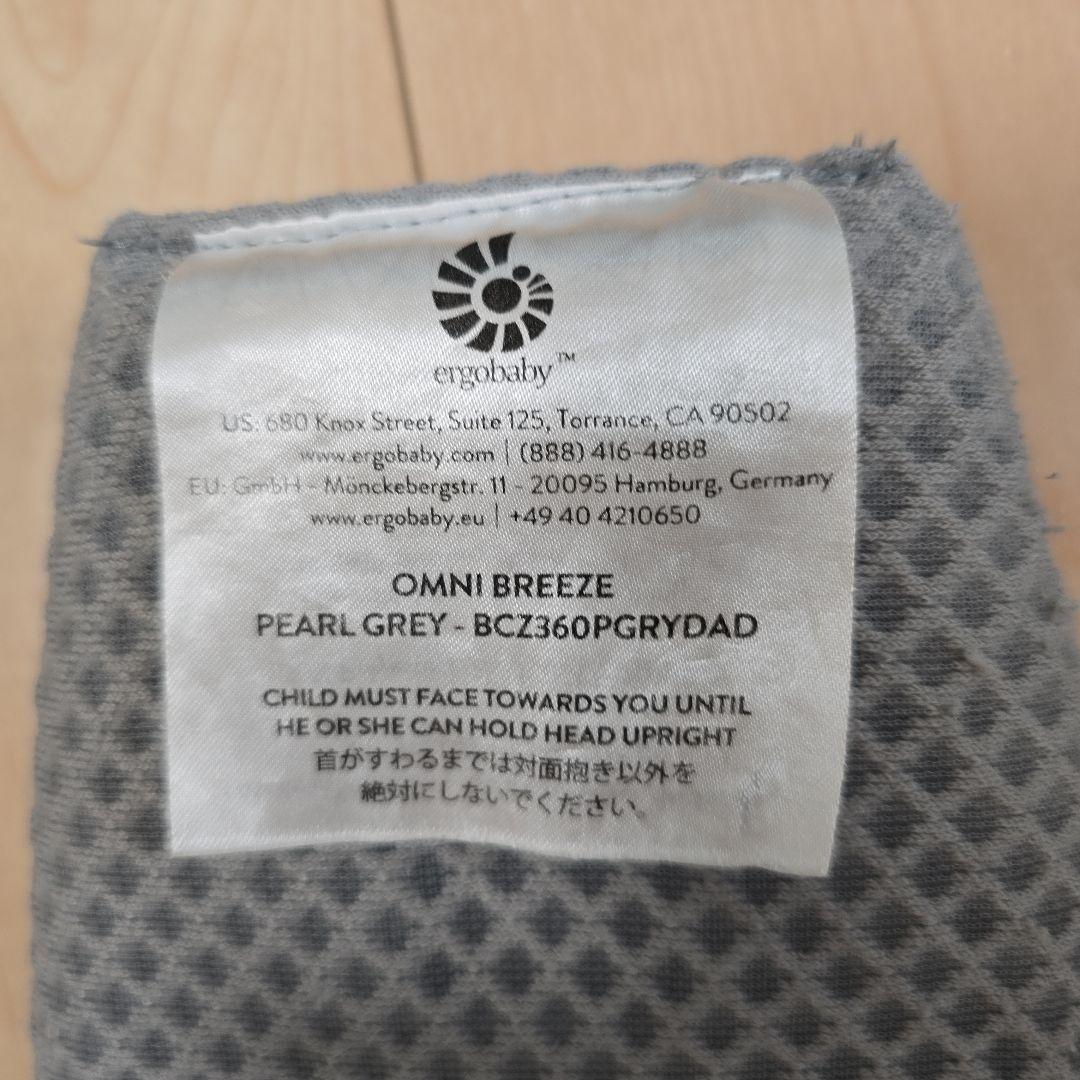 ergobaby™
US: 680 Knox Street, Suite 125, Torrance, CA 90502
www.ergobaby.com | (888) 416-4888
EU: GmbH - Mönckebergstr. 11 - 20095 Hamburg, Germany
www.ergobaby.eu | +49 40 4210650
OMNI BREEZE
PEARL GREY - BCZ360PGRYDAD
CHILD MUST FACE TOWARDS YOU UNTIL
HE OR SHE CAN HOLD HEAD UPRIGHT
首がすわるまでは対面抱き以外を
絶対にしないでください。